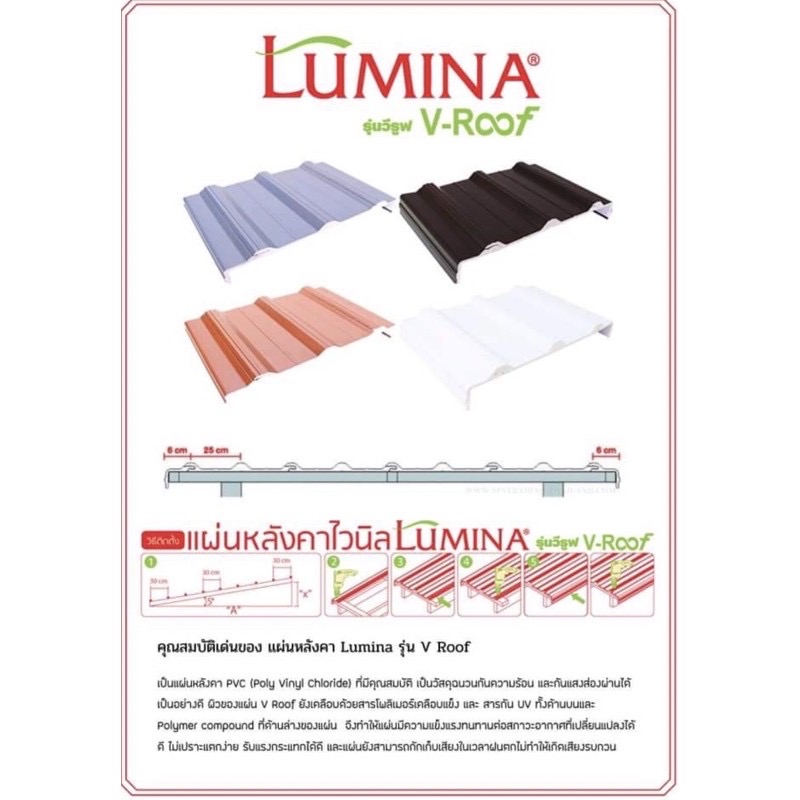 LUMINA®
รุ่นวีรูฟ V-Roof
6 cm 25 cm 6 cm
วิธีติดตั้ง แผ่นหลังคาไวนิล LUMINA® รุ่นวีรูฟ V-Roof
1 2 3 4 5 6
30 cm 30 cm 30 cm
"A" "X"
คุณสมบัติเด่นของ แผ่นหลังคา Lumina รุ่น V Roof
เป็นแผ่นหลังคา PVC (Poly Vinyl Chloride) ที่มีคุณสมบัติ เป็นวัสดุฉนวนกันความร้อน และกันแสงส่องผ่านได้
เป็นอย่างดี ผิวของแผ่น V Roof ยังเคลือบด้วยสารโพลิเมอร์เคลือบแข็ง และ สารกัน UV ทั้งด้านบนและ
Polymer compound ที่ด้านล่างของแผ่น จึงทำให้แผ่นมีความแข็งแรงทนทานต่อสภาวะอากาศที่เปลี่ยนแปลงได้
ดี ไม่เปราะแตกง่าย รับแรงกระแทกได้ดี และแผ่นยังสามารถกักเก็บเสียงในเวลาฝนตกไม่ทำให้เกิดเสียงรบกวน